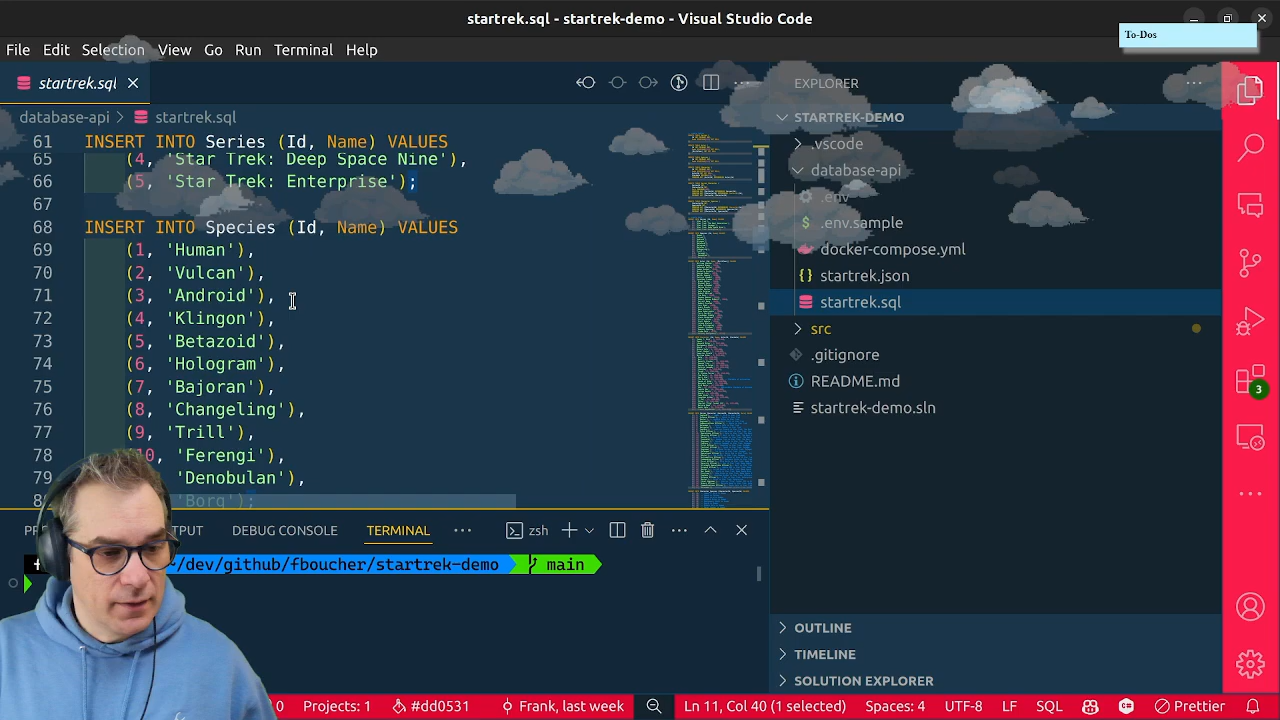 startrek.sql - startrek-demo - Visual Studio Code
To-Dos
File Edit Selection View Go Run Terminal Help
startrek.sql
EXPLORER
database-api > startrek.sql
STARTREK-DEMO
61 INSERT INTO Series (Id, Name) VALUES
(4, 'Star Trek: Deep Space Nine'),
66 (5, 'Star Trek: Enterprise');
67
68 INSERT INTO Species (Id, Name) VALUES
69 (1, 'Human'),
70 (2, 'Vulcan'),
71 (3, 'Android'),
72 (4, 'Klingon'),
73 (5, 'Betazoid'),
74 (6, 'Hologram'),
75 (7, 'Bajoran'),
76 (8, 'Changeling'),
77 (9, 'Trill'),
78 10, 'Ferengi'),
'Denobulan'),
'Borg');
.vscode
database-api
.env
.env.sample
docker-compose.yml
startrek.json
startrek.sql
src
.gitignore
README.md
startrek-demo.sln
3
DEBUG CONSOLE TERMINAL
zsh
~/dev/github/fboucher/startrek-demo main
OUTLINE
TIMELINE
SOLUTION EXPLORER
0 Projects: 1 #dd0531 Frank, last week Ln 11, Col 40 (1 selected) Spaces: 4 UTF-8 LF SQL Prettier